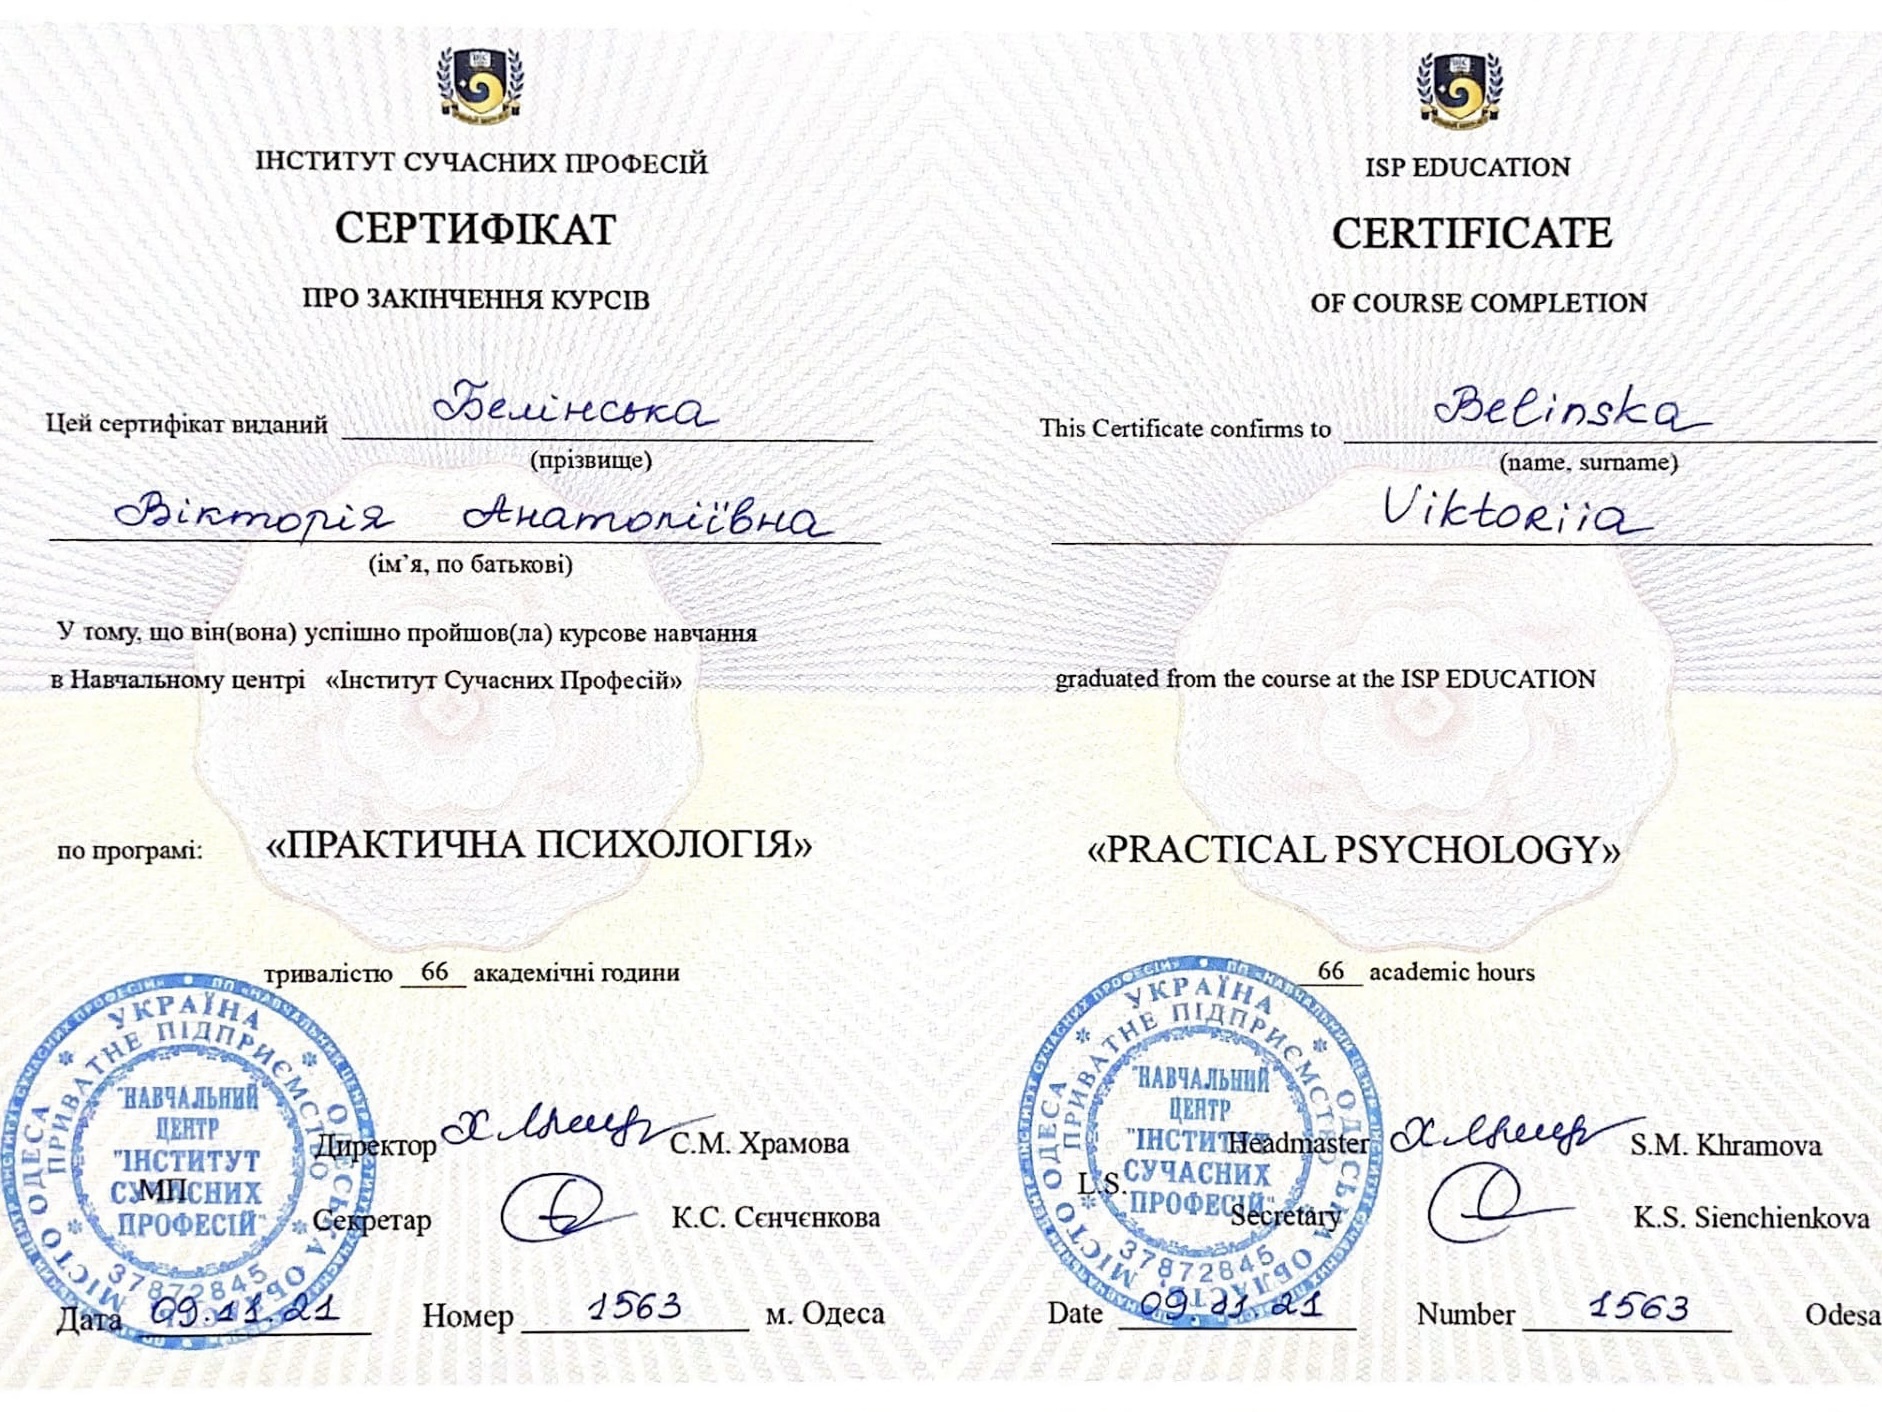 ІНСТИТУТ СУЧАСНИХ ПРОФЕСІЙ
СЕРТИФІКАТ
ПРО ЗАКІНЧЕННЯ КУРСІВ
Цей сертифікат виданий Белінська
(прізвище)
Вікторія Анатоліївна
(ім’я, по батькові)
У тому, що він(вона) успішно пройшов(ла) курсове навчання
в Навчальному центрі «Інститут Сучасних Професій»
по програмі: «ПРАКТИЧНА ПСИХОЛОГІЯ»
тривалістю 66 академічні години
УКРАЇНА
ПРИВАТНЕ ПІДПРИЄМСТВО
МІСТО ОДЕСА ОДЕСЬКА ОБЛАСТЬ
"НАВЧАЛЬНИЙ
ЦЕНТР
"ІНСТИТУТ
СУЧАСНИХ
ПРОФЕСІЙ"
37872845
Директор С.М. Храмова
МП
Секретар К.С. Сєнчєнкова
Дата 09.11.21 Номер 1563 м. Одеса
ISP EDUCATION
CERTIFICATE
OF COURSE COMPLETION
This Certificate confirms to Belinska
(name, surname)
Viktoriia
graduated from the course at the ISP EDUCATION
«PRACTICAL PSYCHOLOGY»
66 academic hours
УКРАЇНА
ПРИВАТНЕ ПІДПРИЄМСТВО
МІСТО ОДЕСА ОДЕСЬКА ОБЛАСТЬ
"НАВЧАЛЬНИЙ
ЦЕНТР
"ІНСТИТУТ
СУЧАСНИХ
ПРОФЕСІЙ"
37872845
Headmaster S.M. Khramova
L.S.
Secretary K.S. Sienchienkova
Date 09.11.21 Number 1563 Odesa